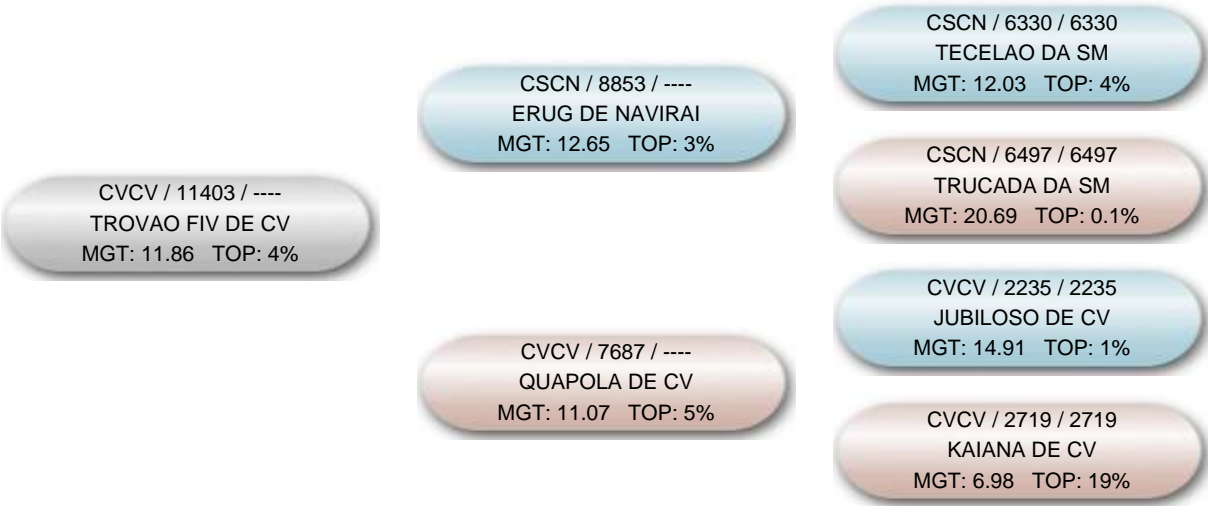 CVCV / 11403 / ----
TROVAO FIV DE CV
MGT: 11.86 TOP: 4%
CSCN / 8853 / ----
ERUG DE NAVIRAI
MGT: 12.65 TOP: 3%
CVCV / 7687 / ----
QUAPOLA DE CV
MGT: 11.07 TOP: 5%
CSCN / 6330 / 6330
TECELAO DA SM
MGT: 12.03 TOP: 4%
CSCN / 6497 / 6497
TRUCADA DA SM
MGT: 20.69 TOP: 0.1%
CVCV / 2235 / 2235
JUBILOSO DE CV
MGT: 14.91 TOP: 1%
CVCV / 2719 / 2719
KAIANA DE CV
MGT: 6.98 TOP: 19%